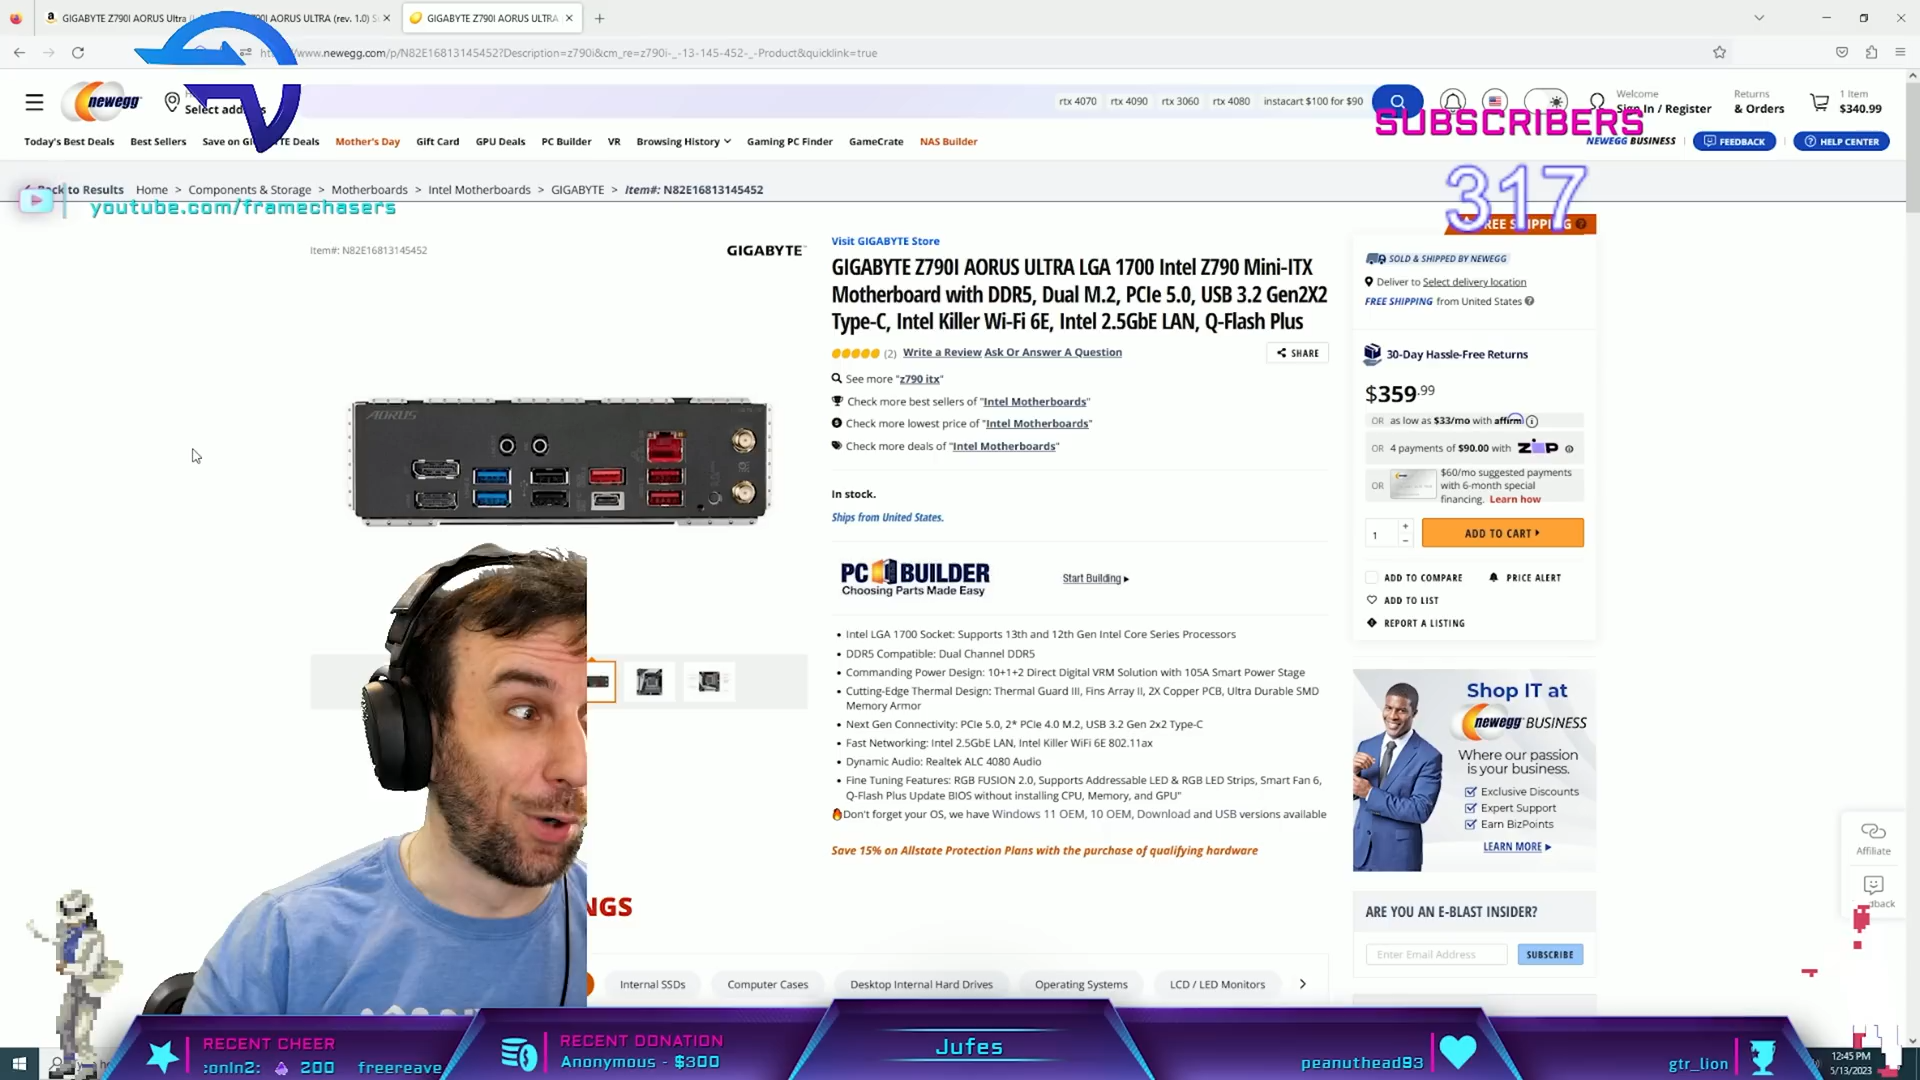 GIGABYTE Z790I AORUS Ultra
Z790I AORUS ULTRA (rev. 1.0)
GIGABYTE Z790I AORUS ULTRA
www.newegg.com/p/N82E16813145452?Description=z790i&cm_re=z790i-_-13-145-452-_-Product&quicklink=true
newegg
Select
rtx 4070 rtx 4090 rtx 3060 rtx 4080 instacart $100 for $90
Welcome
Sign In / Register
Returns
& Orders
1 Item
$340.99
SUBSCRIBERS
317
Today's Best Deals Best Sellers Save on GIGABYTE Deals Mother's Day Gift Card GPU Deals PC Builder VR Browsing History Gaming PC Finder GameCrate NAS Builder
NEWEGG BUSINESS FEEDBACK HELP CENTER
Back to Results Home > Components & Storage > Motherboards > Intel Motherboards > GIGABYTE > Item#: N82E16813145452
youtube.com/framechasers
Item#: N82E16813145452
GIGABYTE
AORUS
Visit GIGABYTE Store
GIGABYTE Z790I AORUS ULTRA LGA 1700 Intel Z790 Mini-ITX
Motherboard with DDR5, Dual M.2, PCIe 5.0, USB 3.2 Gen2X2
Type-C, Intel Killer Wi-Fi 6E, Intel 2.5GbE LAN, Q-Flash Plus
(2) Write a Review Ask Or Answer A Question
SHARE
See more "z790 itx"
Check more best sellers of "Intel Motherboards"
Check more lowest price of "Intel Motherboards"
Check more deals of "Intel Motherboards"
In stock.
Ships from United States.
PC BUILDER
Choosing Parts Made Easy
Start Building
• Intel LGA 1700 Socket: Supports 13th and 12th Gen Intel Core Series Processors
• DDR5 Compatible: Dual Channel DDR5
• Commanding Power Design: 10+1+2 Direct Digital VRM Solution with 105A Smart Power Stage
• Cutting-Edge Thermal Design: Thermal Guard III, Fins Array II, 2X Copper PCB, Ultra Durable SMD
Memory Armor
• Next Gen Connectivity: PCIe 5.0, 2* PCIe 4.0 M.2, USB 3.2 Gen 2x2 Type-C
• Fast Networking: Intel 2.5GbE LAN, Intel Killer WiFi 6E 802.11ax
• Dynamic Audio: Realtek ALC 4080 Audio
• Fine Tuning Features: RGB FUSION 2.0, Supports Addressable LED & RGB LED Strips, Smart Fan 6,
Q-Flash Plus Update BIOS without installing CPU, Memory, and GPU"
Don't forget your OS, we have Windows 11 OEM, 10 OEM, Download and USB versions available
Save 15% on Allstate Protection Plans with the purchase of qualifying hardware
NGS
Internal SSDs Computer Cases Desktop Internal Hard Drives Operating Systems LCD / LED Monitors
FREE SHIPPING
SOLD & SHIPPED BY NEWEGG
Deliver to Select delivery location
FREE SHIPPING from United States
30-Day Hassle-Free Returns
$359.99
OR as low as $33/mo with affirm
OR 4 payments of $90.00 with ZIP
OR $60/mo suggested payments
with 6-month special
financing. Learn how
1 + - ADD TO CART
ADD TO COMPARE PRICE ALERT
ADD TO LIST
REPORT A LISTING
Shop IT at
newegg BUSINESS
Where our passion
is your business.
Exclusive Discounts
Expert Support
Earn BizPoints
LEARN MORE
Affiliate
ARE YOU AN E-BLAST INSIDER?
Enter Email Address SUBSCRIBE
RECENT CHEER
:onln2: 200 freereave
RECENT DONATION
Anonymous - $300
Jufes
peanuthead93
gtr_lion
12:45 PM
5/13/2023